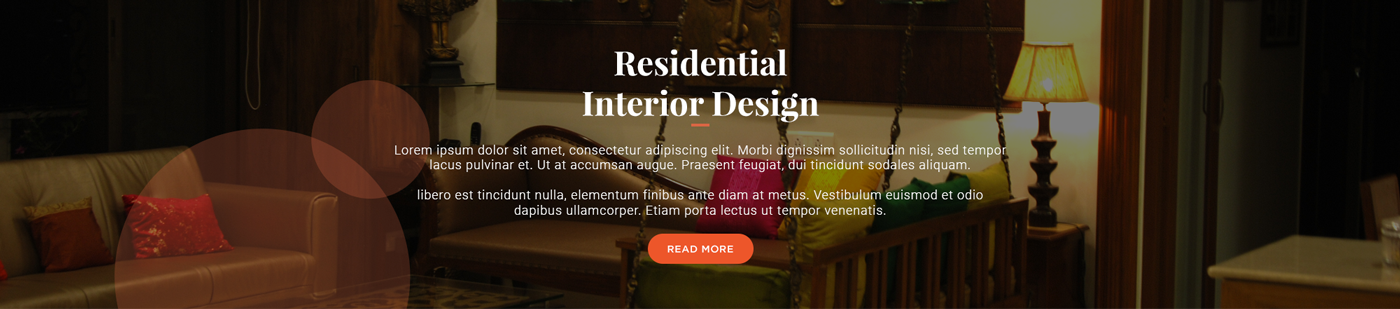 Residential
Interior Design
Lorem ipsum dolor sit amet, consectetur adipiscing elit. Morbi dignissim sollicitudin nisi, sed tempor
lacus pulvinar et. Ut at accumsan augue. Praesent feugiat, dui tincidunt sodales aliquam.
libero est tincidunt nulla, elementum finibus ante diam at metus. Vestibulum euismod et odio
dapibus ullamcorper. Etiam porta lectus ut tempor venenatis.
READ MORE